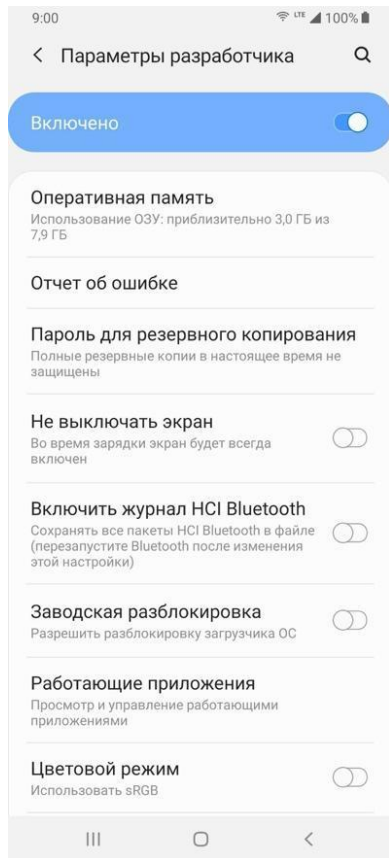 9:00
LTE 100%
Параметры разработчика
Включено
Оперативная память
Использование ОЗУ: приблизительно 3,0 ГБ из
7,9 ГБ
Отчет об ошибке
Пароль для резервного копирования
Полные резервные копии в настоящее время не
защищены
Не выключать экран
Во время зарядки экран будет всегда
включен
Включить журнал HCI Bluetooth
Сохранять все пакеты HCI Bluetooth в файле
(перезапустите Bluetooth после изменения
этой настройки)
Заводская разблокировка
Разрешить разблокировку загрузчика ОС
Работающие приложения
Просмотр и управление работающими
приложениями
Цветовой режим
Использовать sRGB